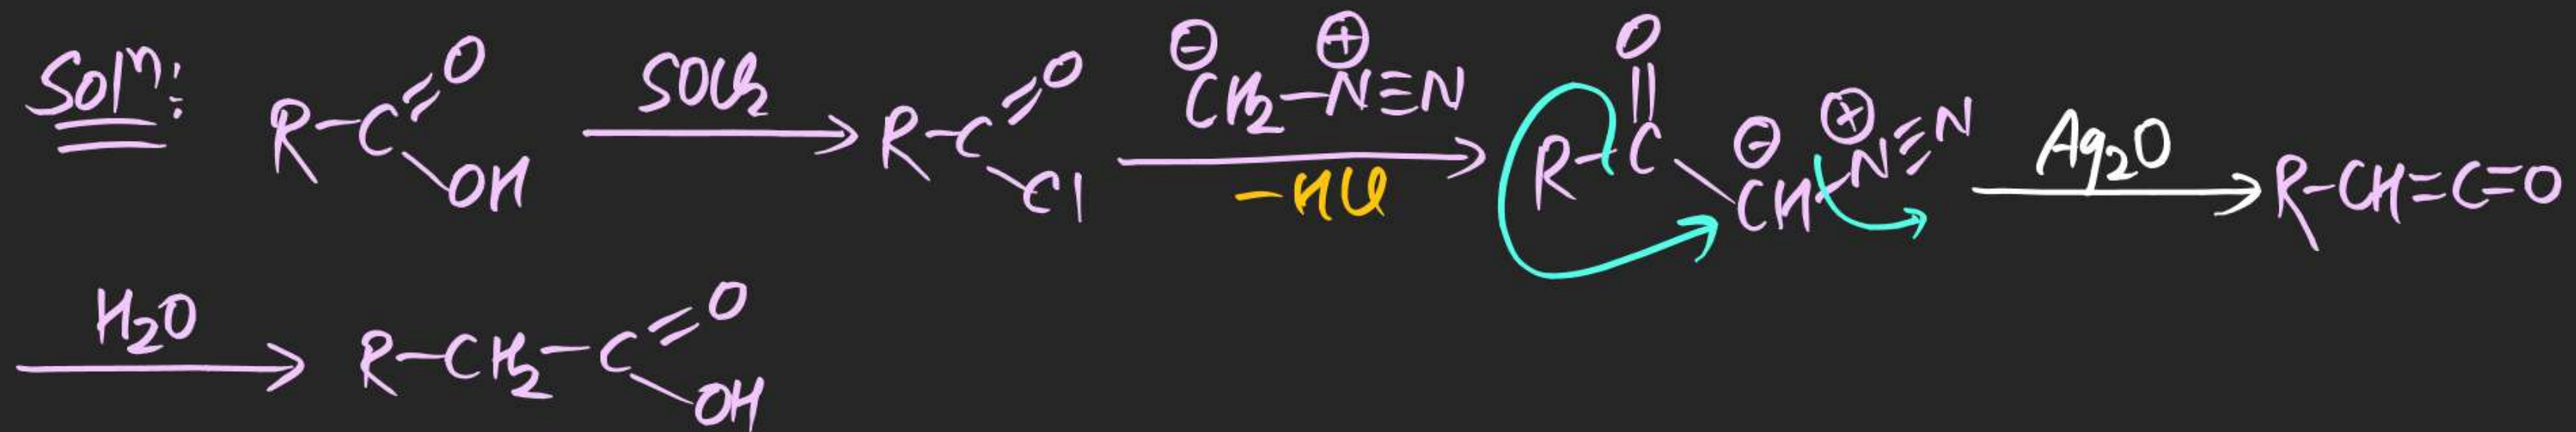 Solⁿ: R-C(=O)-OH —SOCl₂→ R-C(=O)-Cl —⊖CH₂-N⊕≡N, -HCl→ R-C(=O)-CH⊖-N⊕≡N —Ag₂O→ R-CH=C=O
—H₂O→ R-CH₂-C(=O)-OH